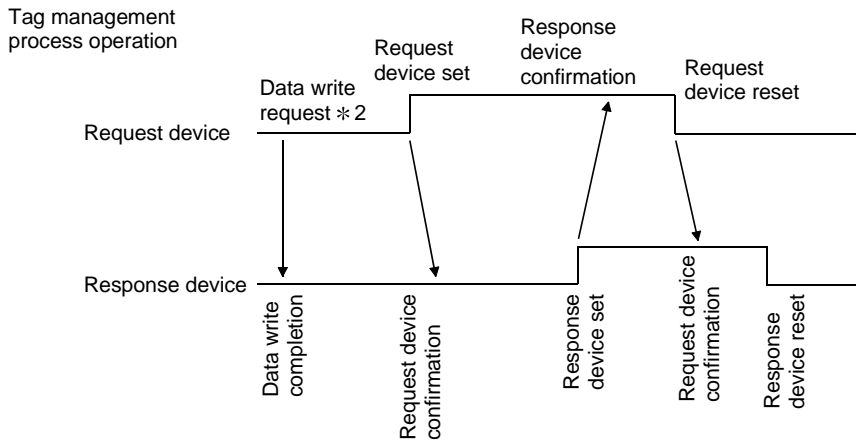 Tag management
process operation
Data write
request *2
Request
device set
Response
device
confirmation
Request
device reset
Request device
Response device
Data write
completion
Request device
confirmation
Response
device set
Request device
confirmation
Response
device reset